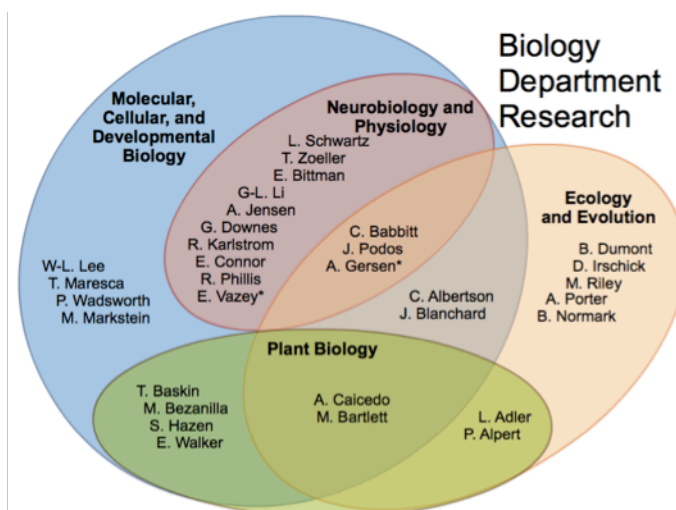 Biology
Department
Research
Molecular,
Cellular, and
Developmental
Biology
Neurobiology and
Physiology
L. Schwartz
T. Zoeller
E. Bittman
G-L. Li
A. Jensen
G. Downes
R. Karlstrom
E. Connor
R. Phillis
E. Vazey*
C. Babbitt
J. Podos
A. Gersen*
Ecology
and Evolution
B. Dumont
D. Irschick
M. Riley
A. Porter
B. Normark
W-L. Lee
T. Maresca
P. Wadsworth
M. Markstein
C. Albertson
J. Blanchard
Plant Biology
T. Baskin
M. Bezanilla
S. Hazen
E. Walker
A. Caicedo
M. Bartlett
L. Adler
P. Alpert